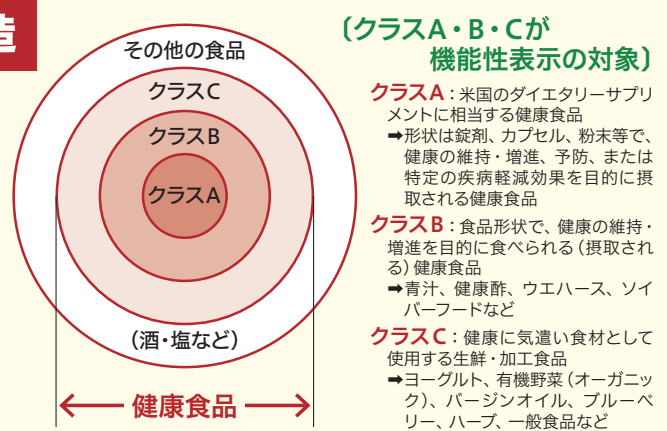 造
その他の食品
クラスC
クラスB
クラスA
(酒・塩など)
健康食品
〔クラスA・B・Cが
機能性表示の対象〕
クラスA：米国のダイエタリーサプリ
メントに相当する健康食品
➡形状は錠剤、カプセル、粉末等で、
健康の維持・増進、予防、または
特定の疾病軽減効果を目的に摂
取される健康食品
クラスB：食品形状で、健康の維持・
増進を目的に食べられる(摂取され
る)健康食品
➡青汁、健康酢、ウエハース、ソイ
バーフードなど
クラスC：健康に気遣い食材として
使用する生鮮・加工食品
➡ヨーグルト、有機野菜(オーガニッ
ク)、バージンオイル、ブルーベ
リー、ハーブ、一般食品など